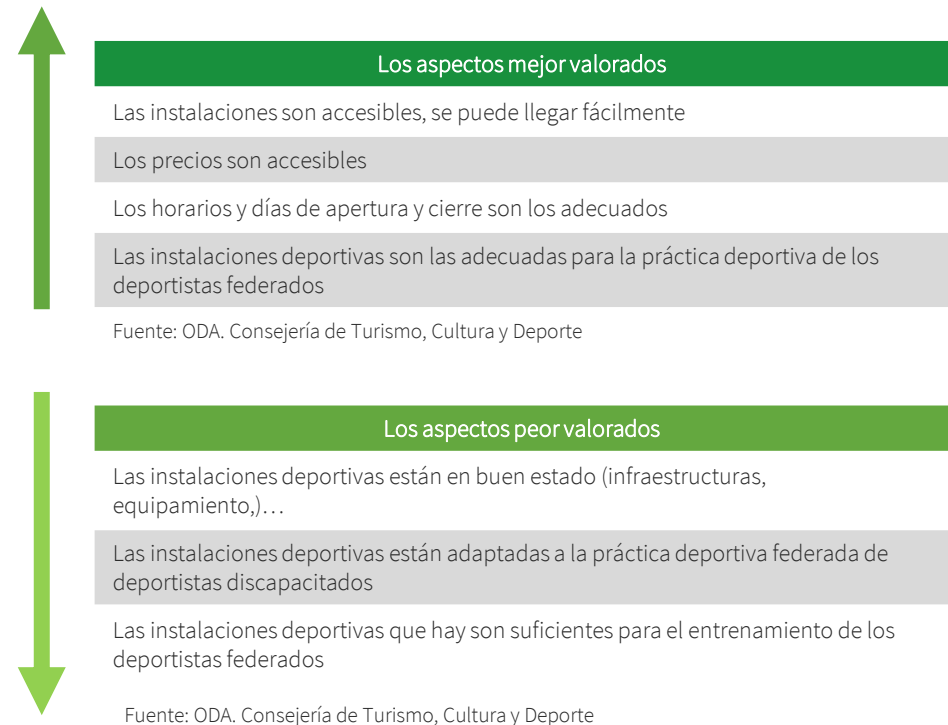 Los aspectos mejor valorados
Las instalaciones son accesibles, se puede llegar fácilmente
Los precios son accesibles
Los horarios y días de apertura y cierre son los adecuados
Las instalaciones deportivas son las adecuadas para la práctica deportiva de los
deportistas federados
Fuente: ODA. Consejería de Turismo, Cultura y Deporte
Los aspectos peor valorados
Las instalaciones deportivas están en buen estado (infraestructuras,
equipamiento,)…
Las instalaciones deportivas están adaptadas a la práctica deportiva federada de
deportistas discapacitados
Las instalaciones deportivas que hay son suficientes para el entrenamiento de los
deportistas federados
Fuente: ODA. Consejería de Turismo, Cultura y Deporte